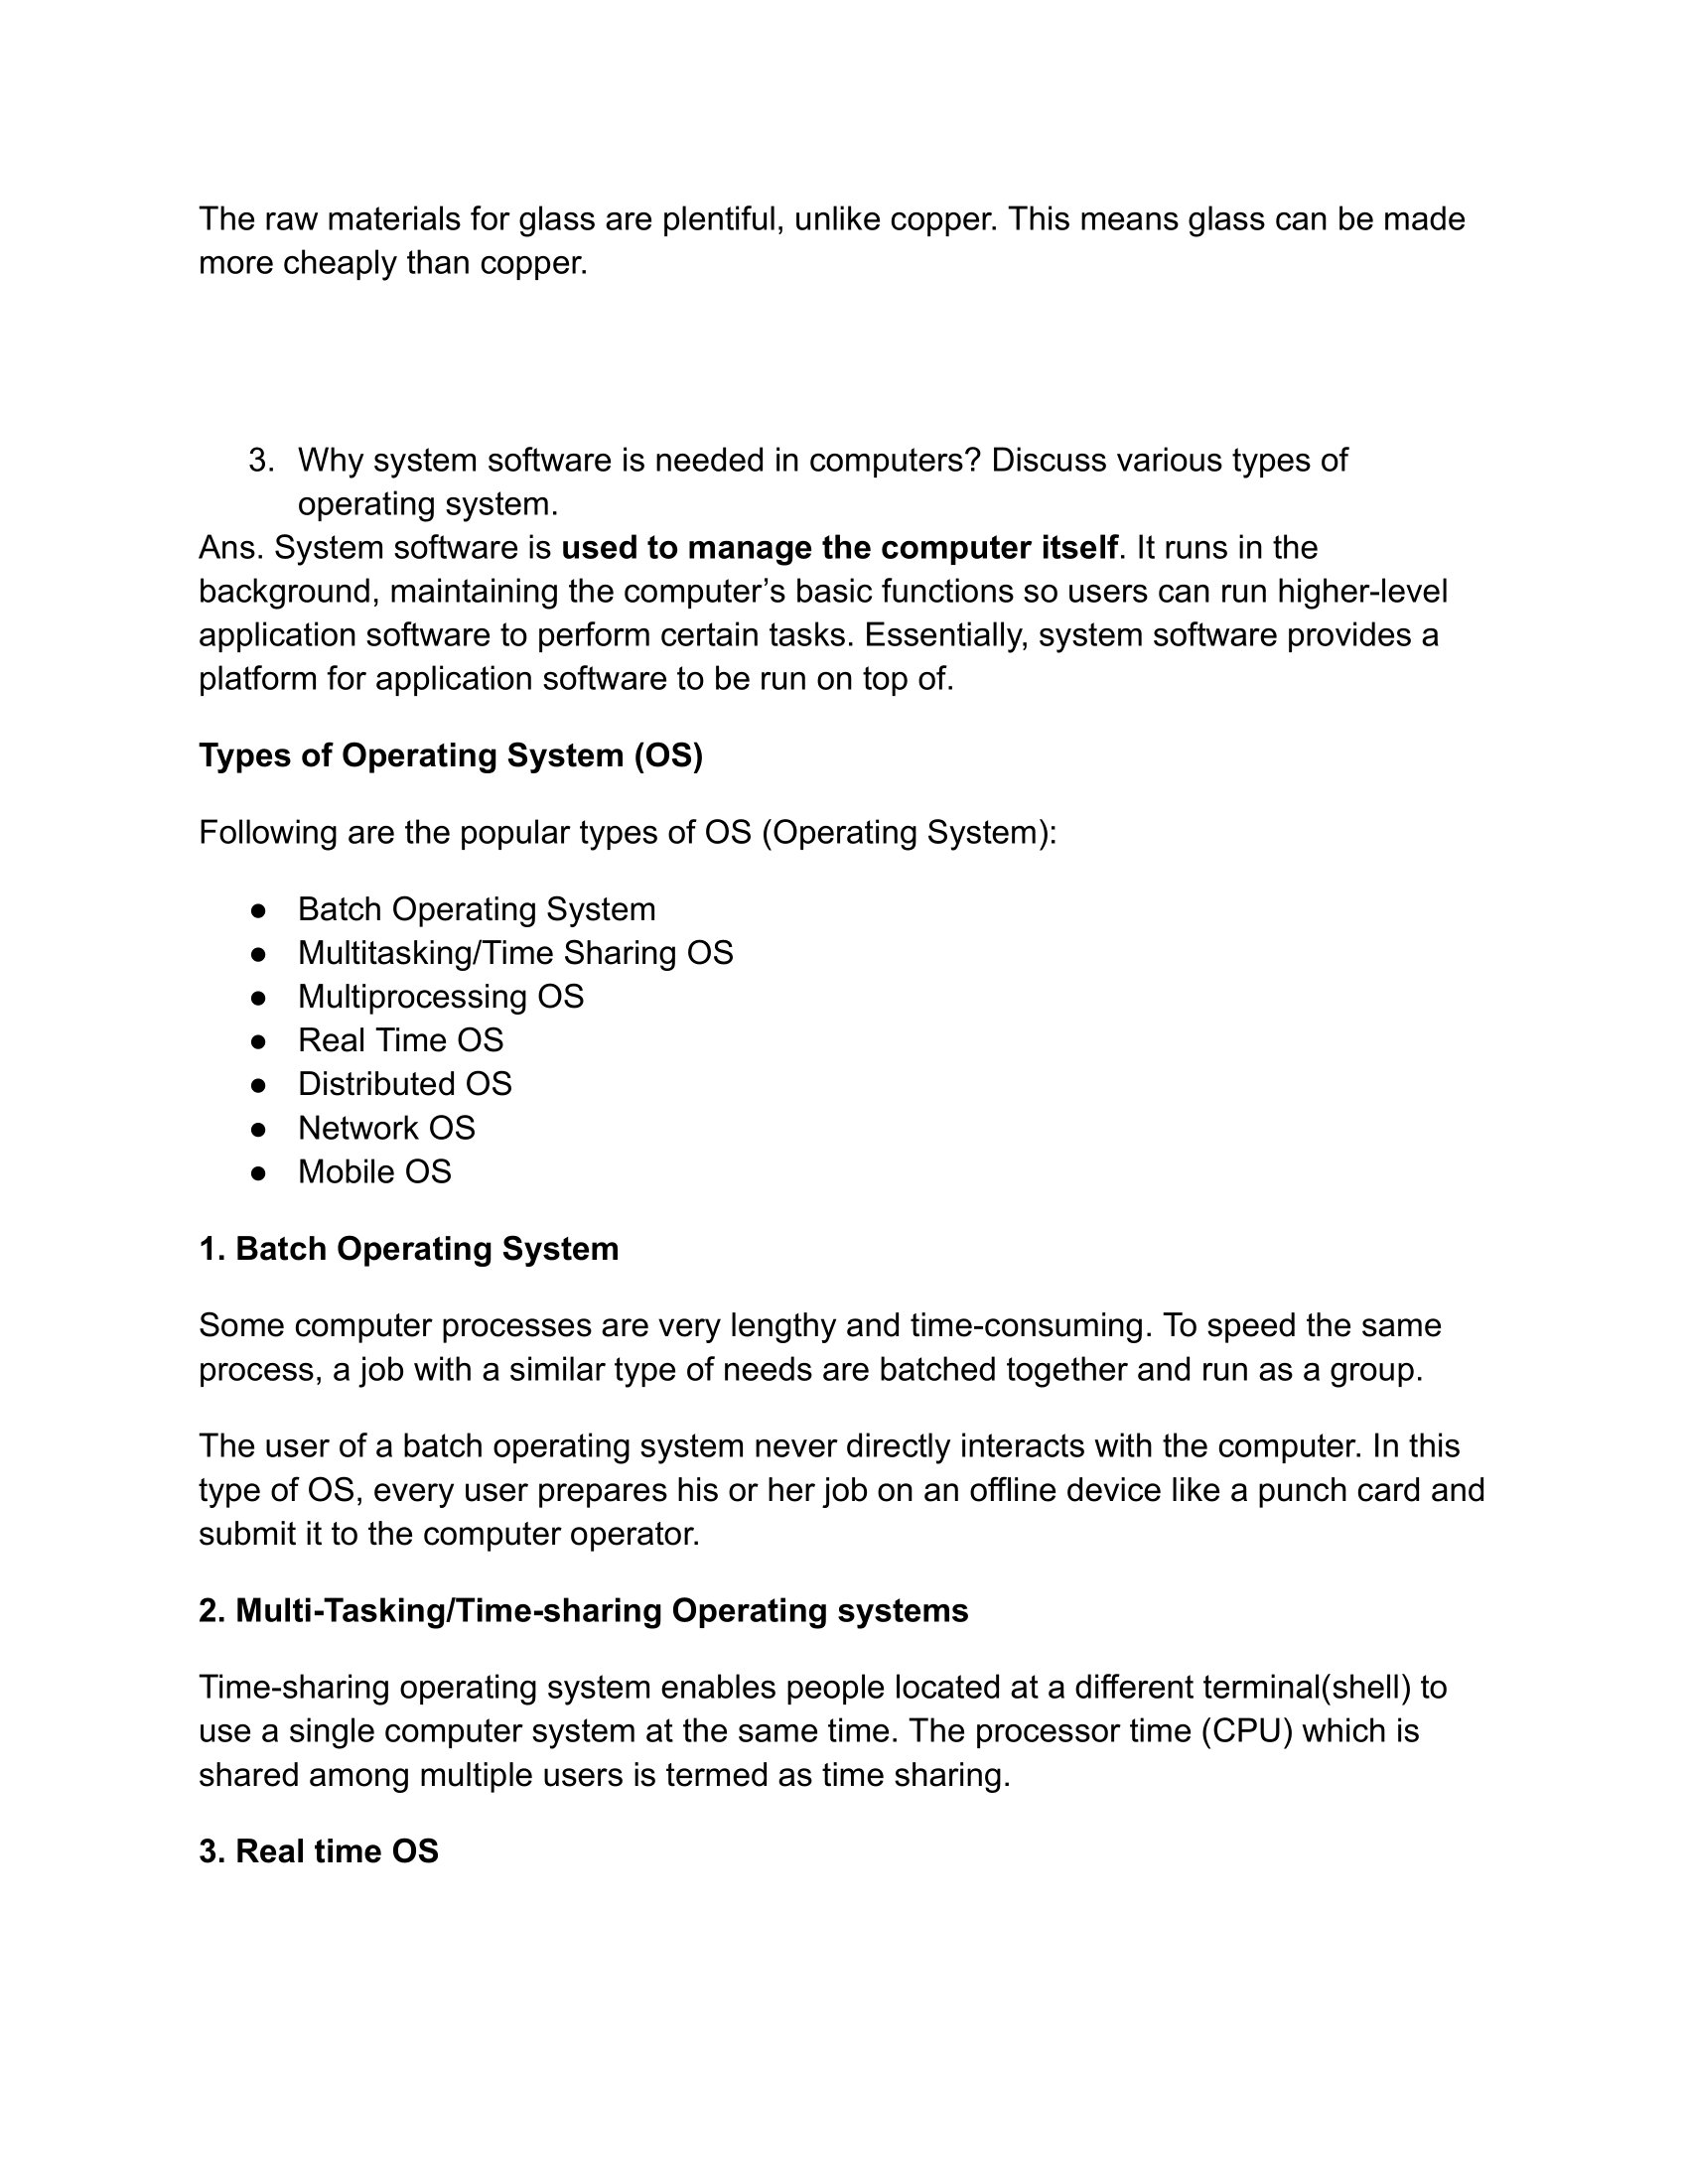 The raw materials for glass are plentiful, unlike copper. This means glass can be made
more cheaply than copper.
3. Why system software is needed in computers? Discuss various types of
operating system.
Ans. System software is used to manage the computer itself. It runs in the
background, maintaining the computer’s basic functions so users can run higher-level
application software to perform certain tasks. Essentially, system software provides a
platform for application software to be run on top of.
Types of Operating System (OS)
Following are the popular types of OS (Operating System):
● Batch Operating System
● Multitasking/Time Sharing OS
● Multiprocessing OS
● Real Time OS
● Distributed OS
● Network OS
● Mobile OS
1. Batch Operating System
Some computer processes are very lengthy and time-consuming. To speed the same
process, a job with a similar type of needs are batched together and run as a group.
The user of a batch operating system never directly interacts with the computer. In this
type of OS, every user prepares his or her job on an offline device like a punch card and
submit it to the computer operator.
2. Multi-Tasking/Time-sharing Operating systems
Time-sharing operating system enables people located at a different terminal(shell) to
use a single computer system at the same time. The processor time (CPU) which is
shared among multiple users is termed as time sharing.
3. Real time OS